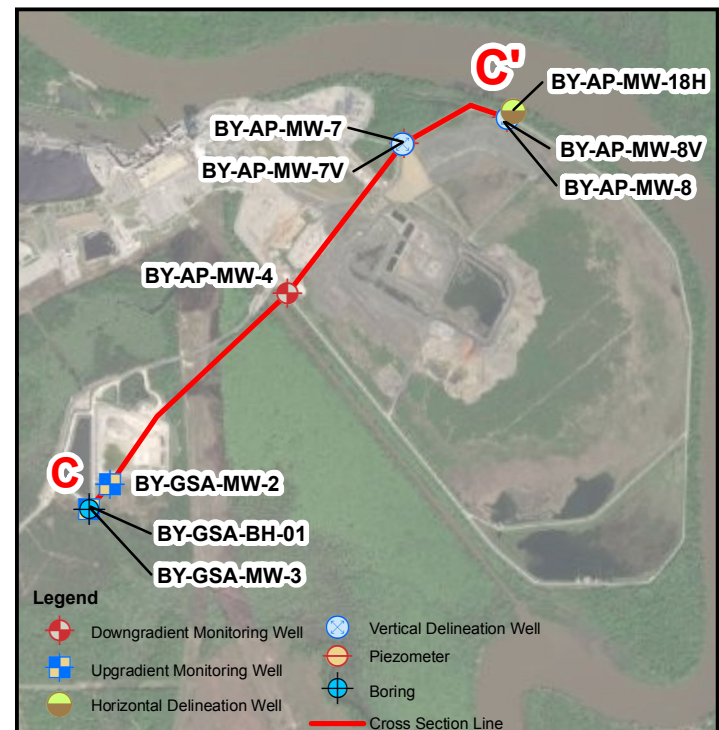 C'
BY-AP-MW-18H
BY-AP-MW-7
BY-AP-MW-7V
BY-AP-MW-8V
BY-AP-MW-8
BY-AP-MW-4
C
BY-GSA-MW-2
BY-GSA-BH-01
BY-GSA-MW-3
Legend
Downgradient Monitoring Well
Upgradient Monitoring Well
Horizontal Delineation Well
Vertical Delineation Well
Piezometer
Boring
Cross Section Line